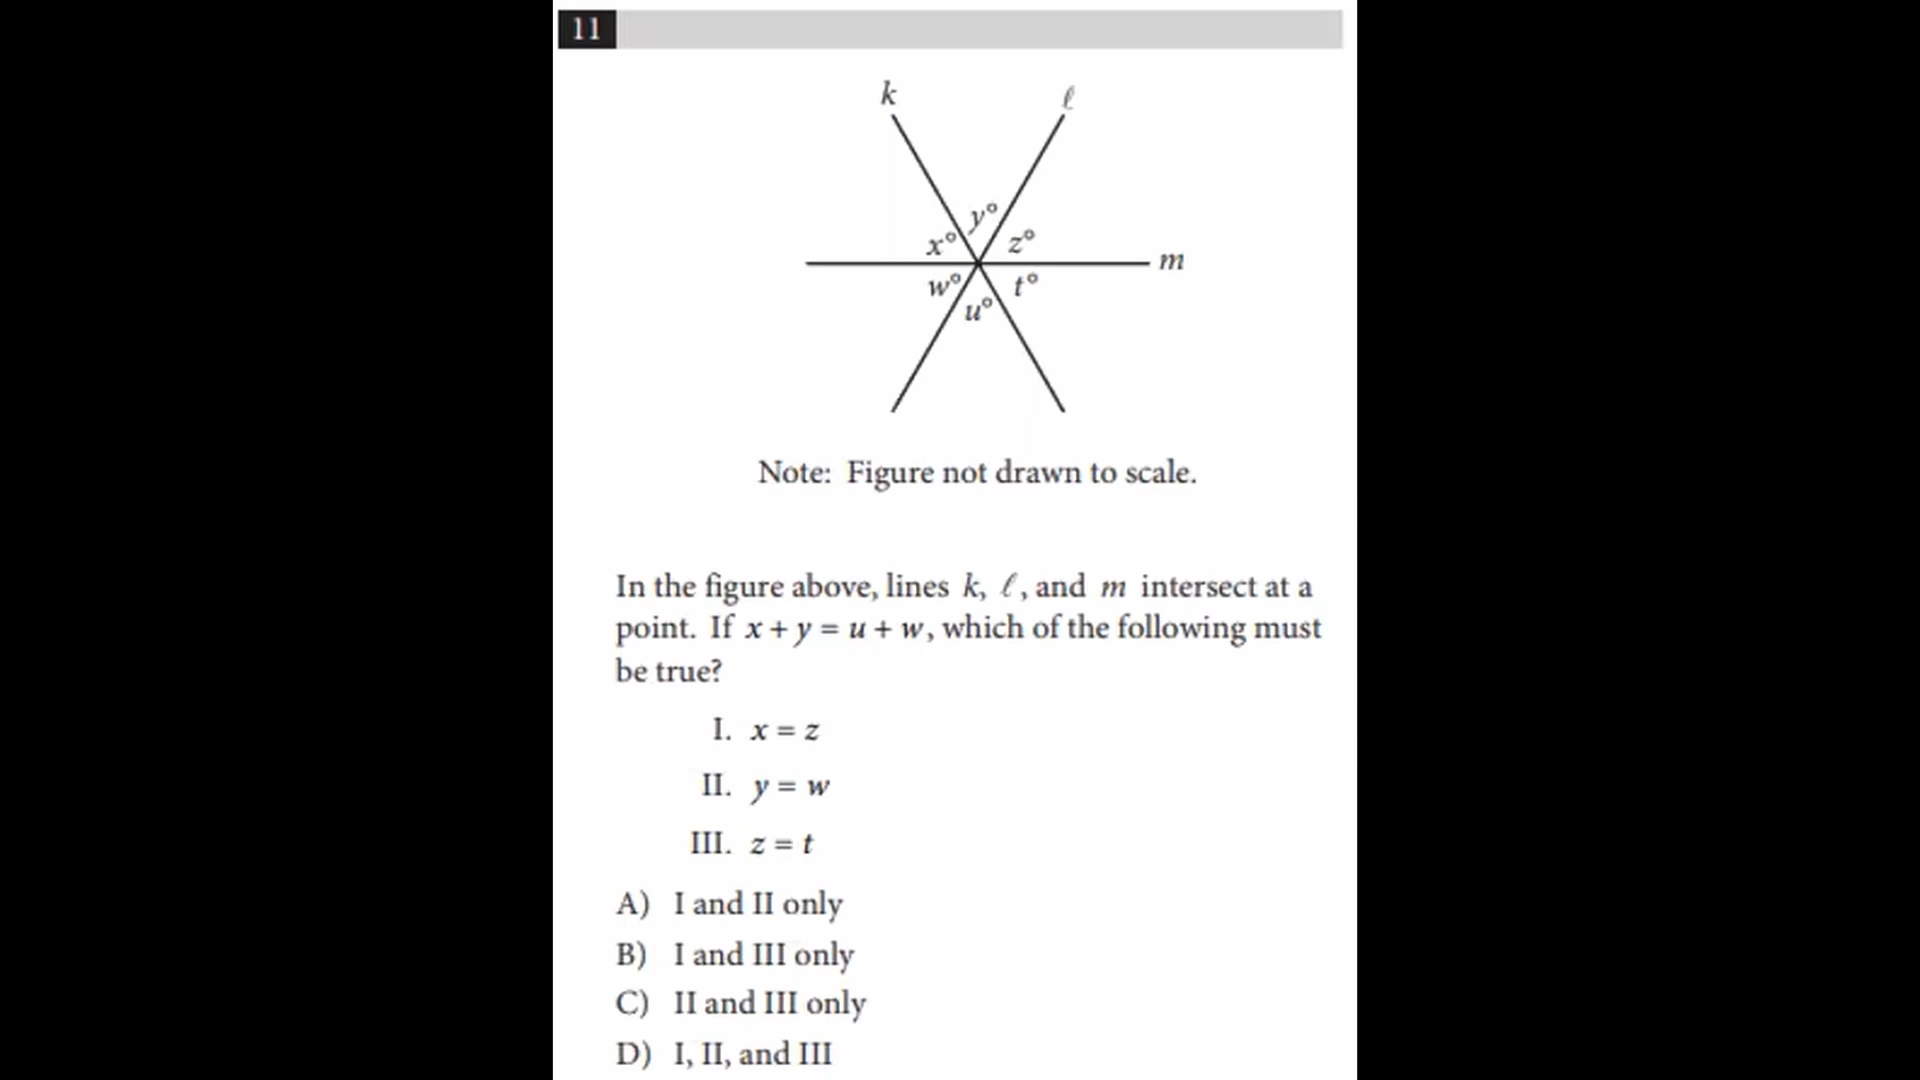 11
k
ℓ
y°
x°
z°
m
w°
t°
u°
Note: Figure not drawn to scale.
In the figure above, lines k, ℓ, and m intersect at a
point. If x + y = u + w, which of the following must
be true?
I. x = z
II. y = w
III. z = t
A) I and II only
B) I and III only
C) II and III only
D) I, II, and III